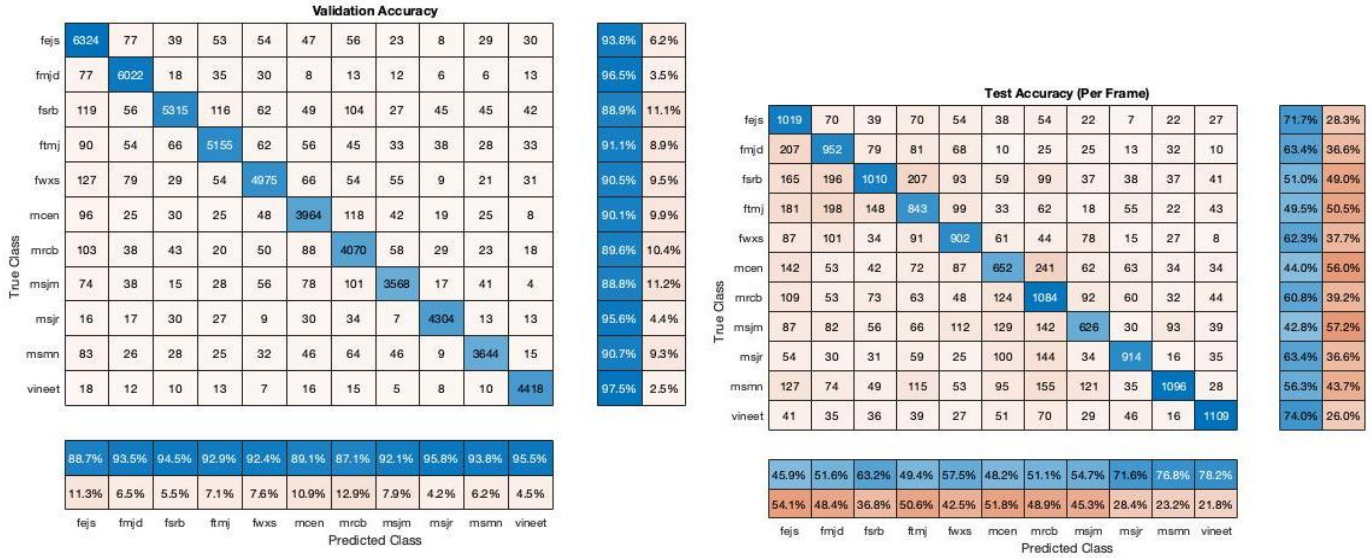 Validation Accuracy
fejs 6324 77 39 53 54 47 56 23 8 29 30 93.8% 6.2%
fmjd 77 6022 18 35 30 8 13 12 6 6 13 96.5% 3.5%
fsrb 119 56 5315 116 62 49 104 27 45 45 42 88.9% 11.1%
ftmj 90 54 66 5155 62 56 45 33 38 28 33 91.1% 8.9%
fwxs 127 79 29 54 4975 66 54 55 9 21 31 90.5% 9.5%
mcen 96 25 30 25 48 3964 118 42 19 25 8 90.1% 9.9%
mrcb 103 38 43 20 50 88 4070 58 29 23 18 89.6% 10.4%
msjm 74 38 15 28 56 78 101 3568 17 41 4 88.8% 11.2%
msjr 16 17 30 27 9 30 34 7 4304 13 13 95.6% 4.4%
msmn 83 26 28 25 32 46 64 46 9 3644 15 90.7% 9.3%
vineet 18 12 10 13 7 16 15 5 8 10 4418 97.5% 2.5%
True Class
88.7% 93.5% 94.5% 92.9% 92.4% 89.1% 87.1% 92.1% 95.8% 93.8% 95.5%
11.3% 6.5% 5.5% 7.1% 7.6% 10.9% 12.9% 7.9% 4.2% 6.2% 4.5%
fejs fmjd fsrb ftmj fwxs mcen mrcb msjm msjr msmn vineet
Predicted Class
Test Accuracy (Per Frame)
fejs 1019 70 39 70 54 38 54 22 7 22 27 71.7% 28.3%
fmjd 207 952 79 81 68 10 25 25 13 32 10 63.4% 36.6%
fsrb 165 196 1010 207 93 59 99 37 38 37 41 51.0% 49.0%
ftmj 181 198 148 843 99 33 62 18 55 22 43 49.5% 50.5%
fwxs 87 101 34 91 902 61 44 78 15 27 8 62.3% 37.7%
mcen 142 53 42 72 87 652 241 62 63 34 34 44.0% 56.0%
mrcb 109 53 73 63 48 124 1084 92 60 32 44 60.8% 39.2%
msjm 87 82 56 66 112 129 142 626 30 93 39 42.8% 57.2%
msjr 54 30 31 59 25 100 144 34 914 16 35 63.4% 36.6%
msmn 127 74 49 115 53 95 155 121 35 1096 28 56.3% 43.7%
vineet 41 35 36 39 27 51 70 29 46 16 1109 74.0% 26.0%
True Class
45.9% 51.6% 63.2% 49.4% 57.5% 48.2% 51.1% 54.7% 71.6% 76.8% 78.2%
54.1% 48.4% 36.8% 50.6% 42.5% 51.8% 48.9% 45.3% 28.4% 23.2% 21.8%
fejs fmjd fsrb ftmj fwxs mcen mrcb msjm msjr msmn vineet
Predicted Class